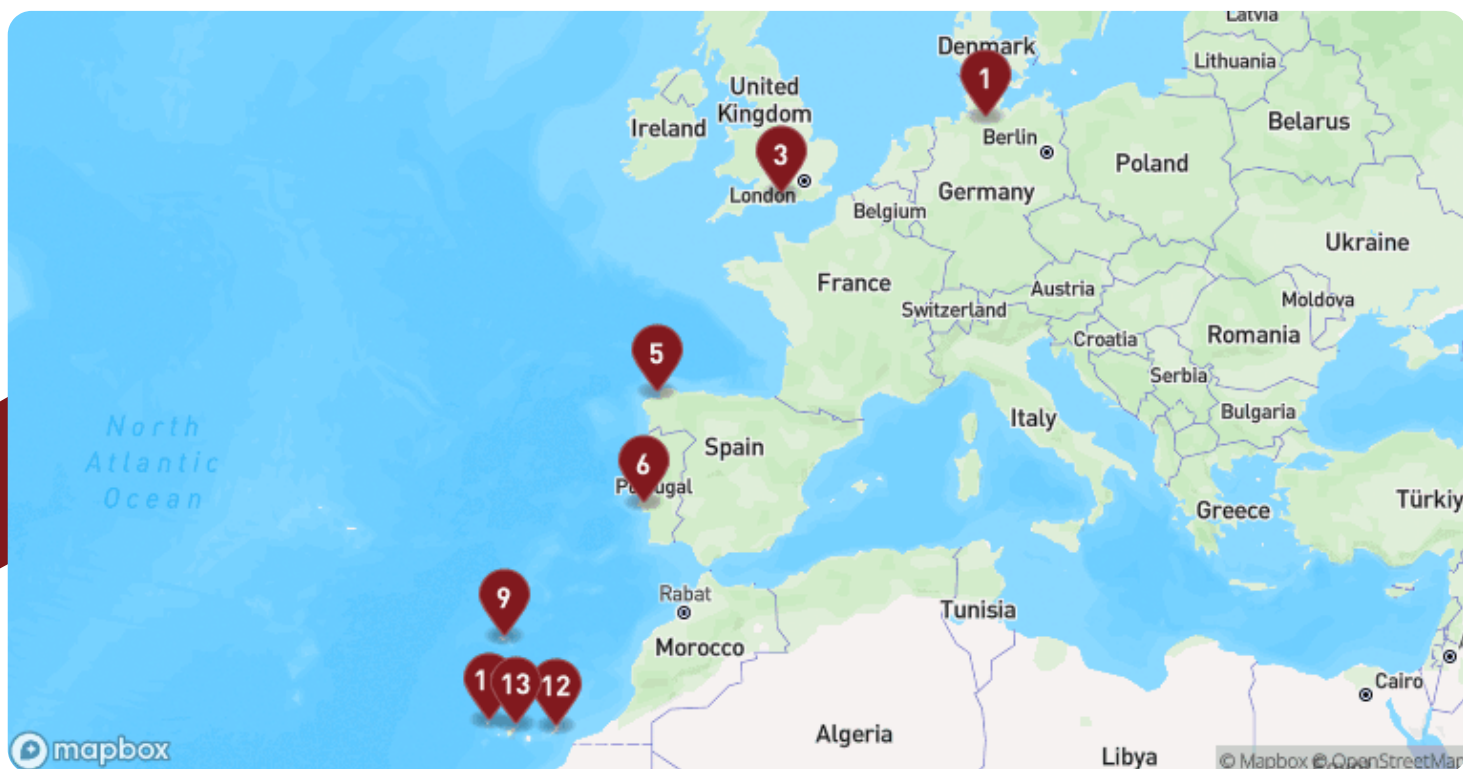 Latvia
Denmark
Lithuania
1
United
Kingdom
Ireland
Belarus
Berlin
3
Poland
London
Germany
Belgium
Ukraine
France
Austria
Switzerland
Moldova
Romania
Croatia
5
Serbia
Bulgaria
Italy
North
Atlantic
Ocean
Spain
6
Portugal
Greece
Türkiy
9
Rabat
Tunisia
Morocco
1
13
12
Cairo
Algeria
Libya
mapbox
© Mapbox © OpenStreetMap